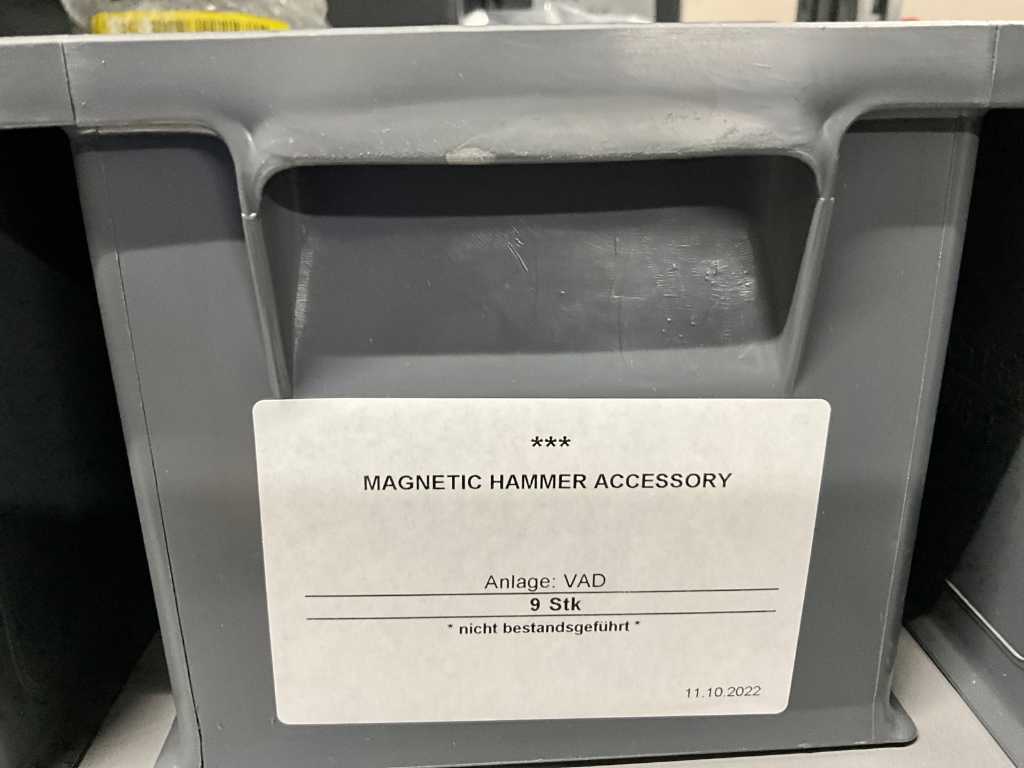 ***
MAGNETIC HAMMER ACCESSORY
Anlage: VAD
9 Stk
* nicht bestandsgeführt *
11.10.2022